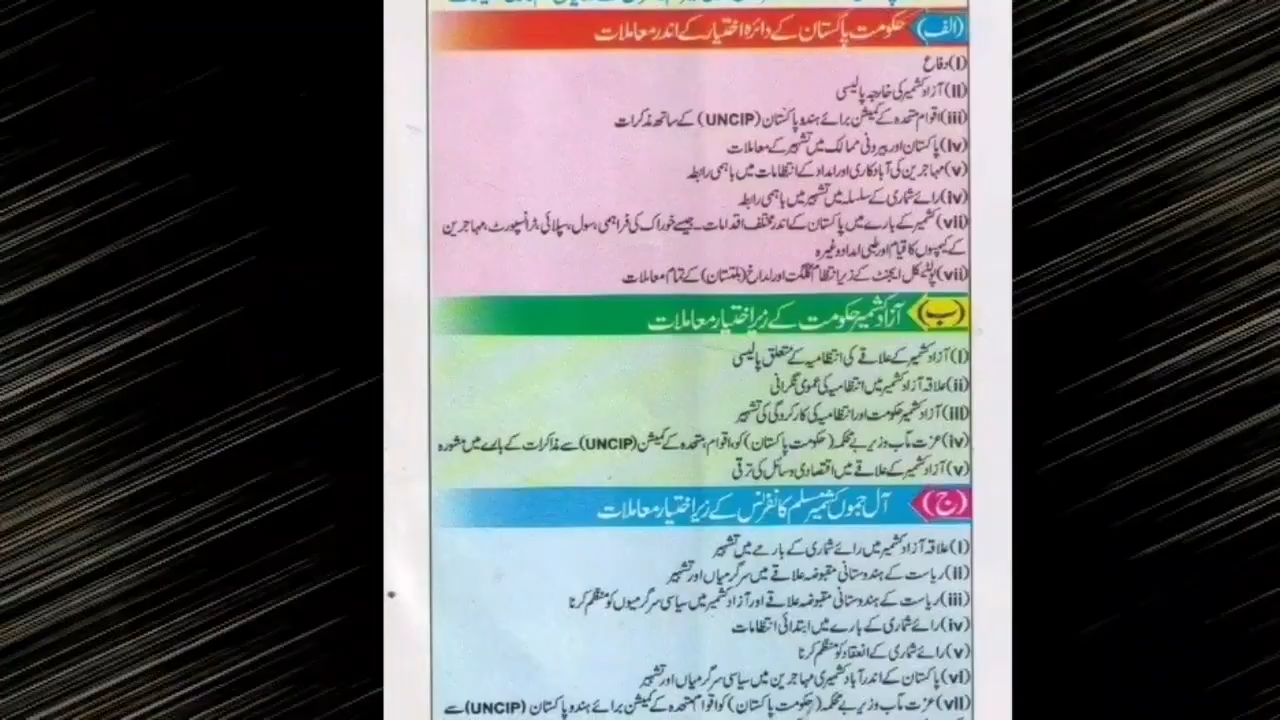 (الف) حکومت پاکستان کے دائرہ اختیار کے اندر معاملات
(I) دفاع
(II) آزاد کشمیر کی خارجہ پالیسی
(iii) اقوام متحدہ کے کمیشن برائے ہندو پاکستان (UNCIP) کے ساتھ مذکرات
(iv) پاکستان اور بیرونی ممالک میں تشہیر کے معاملات
(v) مہاجرین کی آبادکاری اور امداد کے انتظامات میں باہمی رابطہ
(iv) رائے شماری کے سلسلہ میں تشہیر میں باہمی رابطہ
(vii) کشمیر کے بارے میں پاکستان کے اندر مختلف اقدامات۔ جیسے خوراک کی فراہمی، سول، سپلائی، ٹرانسپورٹ، مہاجرین
کے کیمپوں کا قیام اور طبی امداد وغیرہ
(vii) پولیٹیکل ایجنٹ کے زیر انتظام گلگت اور لداخ (بلتستان) کے تمام معاملات
(ب) آزاد کشمیر حکومت کے زیر اختیار معاملات
(I) آزاد کشمیر کے علاقے کی انتظامیہ کے متعلق پالیسی
(ii) علاقہ آزاد کشمیر میں انتظامیہ کی عمومی نگرانی
(III) آزاد کشمیر حکومت اور انتظامیہ کی کارکردگی کی تشہیر
(iv) عزت مآب وزیر بے محکمہ (حکومت پاکستان) کو، اقوام متحدہ کے کمیشن (UNCIP) سے مذاکرات کے بارے میں مشورہ
(v) آزاد کشمیر کے علاقے میں اقتصادی وسائل کی ترقی
(ج) آل جموں کشمیر مسلم کانفرنس کے زیر اختیار معاملات
(I) علاقہ آزاد کشمیر میں رائے شماری کے بارے میں تشہیر
(ii) ریاست کے ہندوستانی مقبوضہ علاقے میں سرگرمیاں اور تشہیر
(iii) ریاست کے ہندوستانی مقبوضہ علاقے اور آزاد کشمیر میں سیاسی سرگرمیوں کو منظم کرنا
(iv) رائے شماری کے بارے میں ابتدائی انتظامات
(v) رائے شماری کے انعقاد کو منظم کرنا
(vi) پاکستان کے اندر آباد کشمیری مہاجرین میں سیاسی سرگرمیاں اور تشہیر
(vII) عزت مآب وزیر بے محکمہ (حکومت پاکستان) کو اقوام متحدہ کے کمیشن برائے ہندو پاکستان (UNCIP) سے